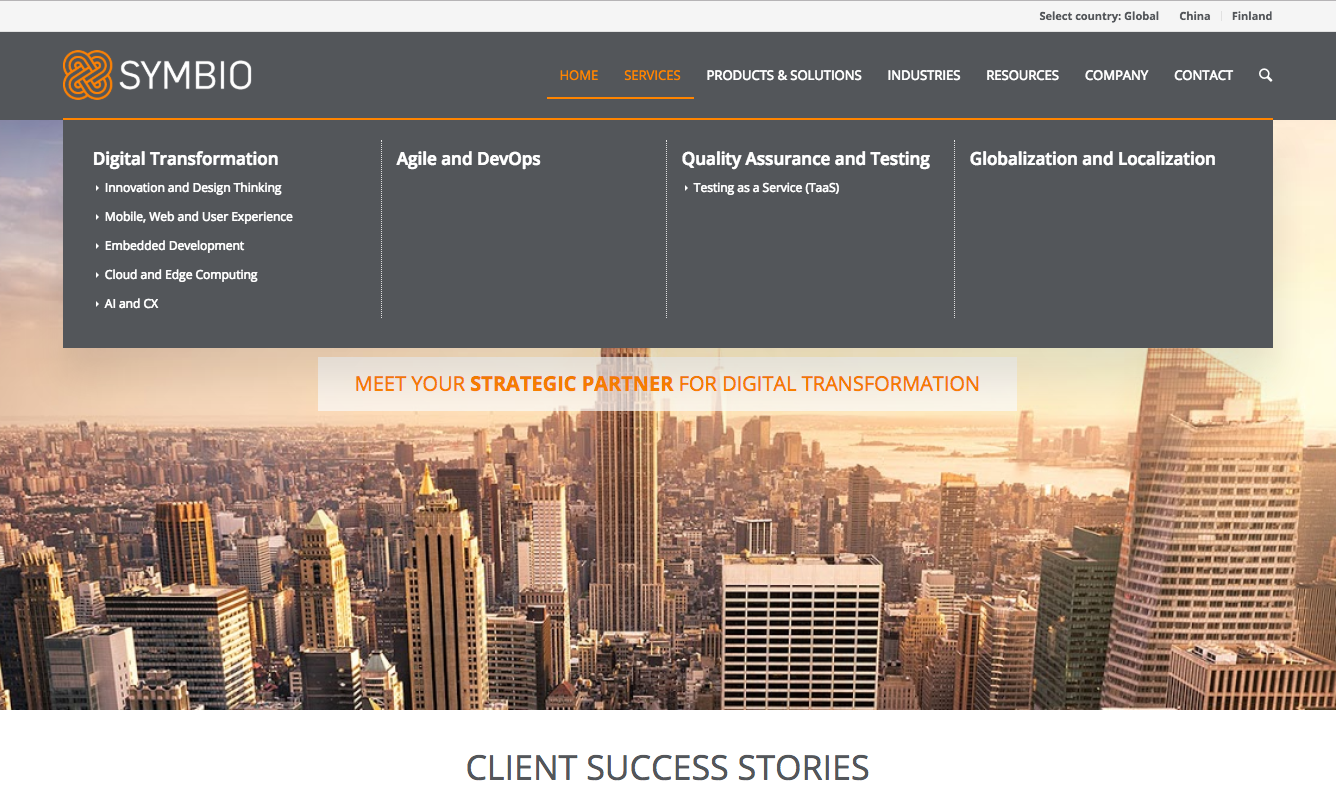 Select country: Global China Finland
SYMBIO
HOME SERVICES PRODUCTS & SOLUTIONS INDUSTRIES RESOURCES COMPANY CONTACT
Digital Transformation
Innovation and Design Thinking
Mobile, Web and User Experience
Embedded Development
Cloud and Edge Computing
AI and CX
Agile and DevOps
Quality Assurance and Testing
Testing as a Service (TaaS)
Globalization and Localization
MEET YOUR STRATEGIC PARTNER FOR DIGITAL TRANSFORMATION
CLIENT SUCCESS STORIES